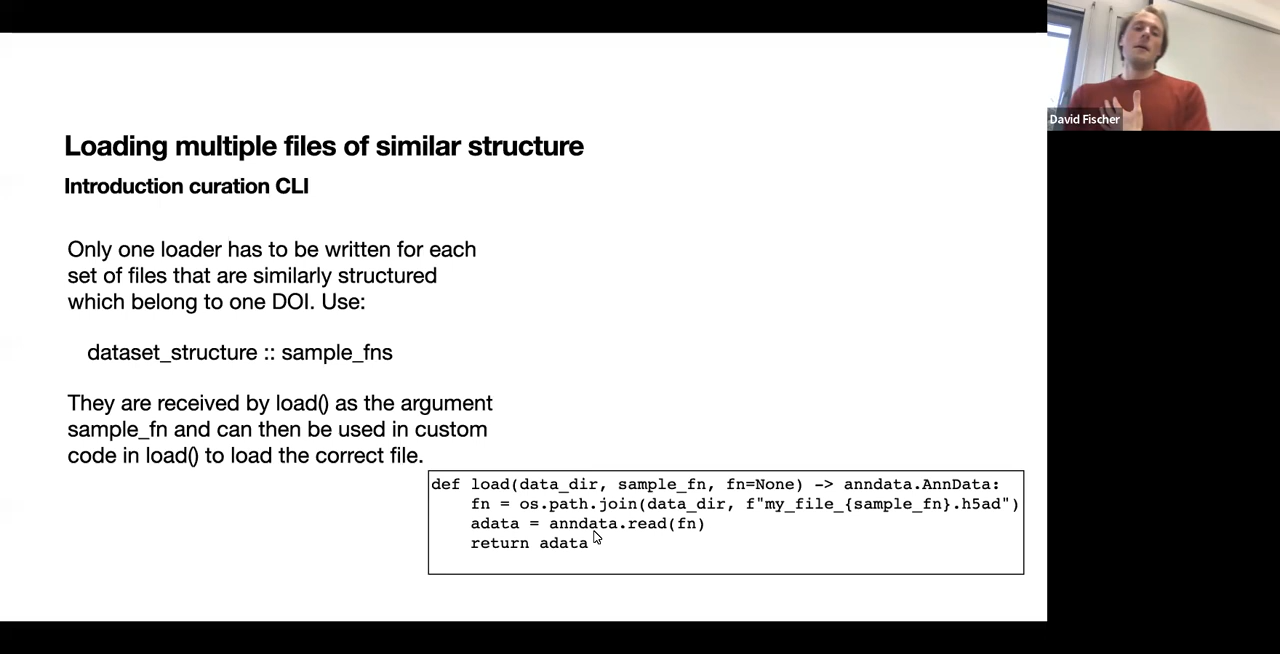 Loading multiple files of similar structure
Introduction curation CLI
Only one loader has to be written for each
set of files that are similarly structured
which belong to one DOI. Use:
dataset_structure :: sample_fns
They are received by load() as the argument
sample_fn and can then be used in custom
code in load() to load the correct file.
def load(data_dir, sample_fn, fn=None) -> anndata.AnnData:
    fn = os.path.join(data_dir, f"my_file_{sample_fn}.h5ad")
    adata = anndata.read(fn)
    return adata
David Fischer